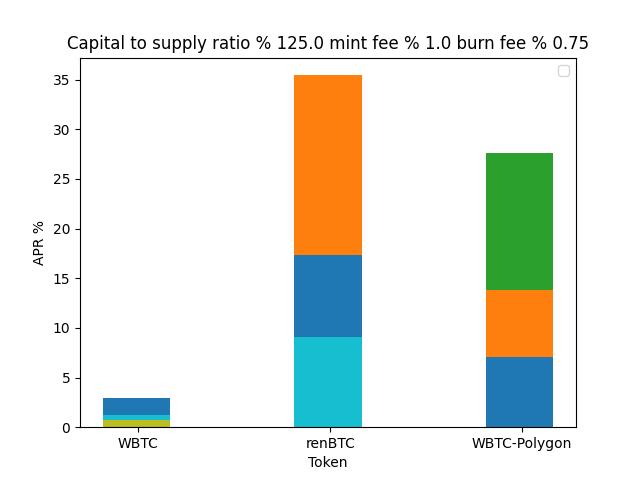 Capital to supply ratio % 125.0 mint fee % 1.0 burn fee % 0.75
35
30
25
20
15
10
5
0
APR %
WBTC renBTC WBTC-Polygon
Token